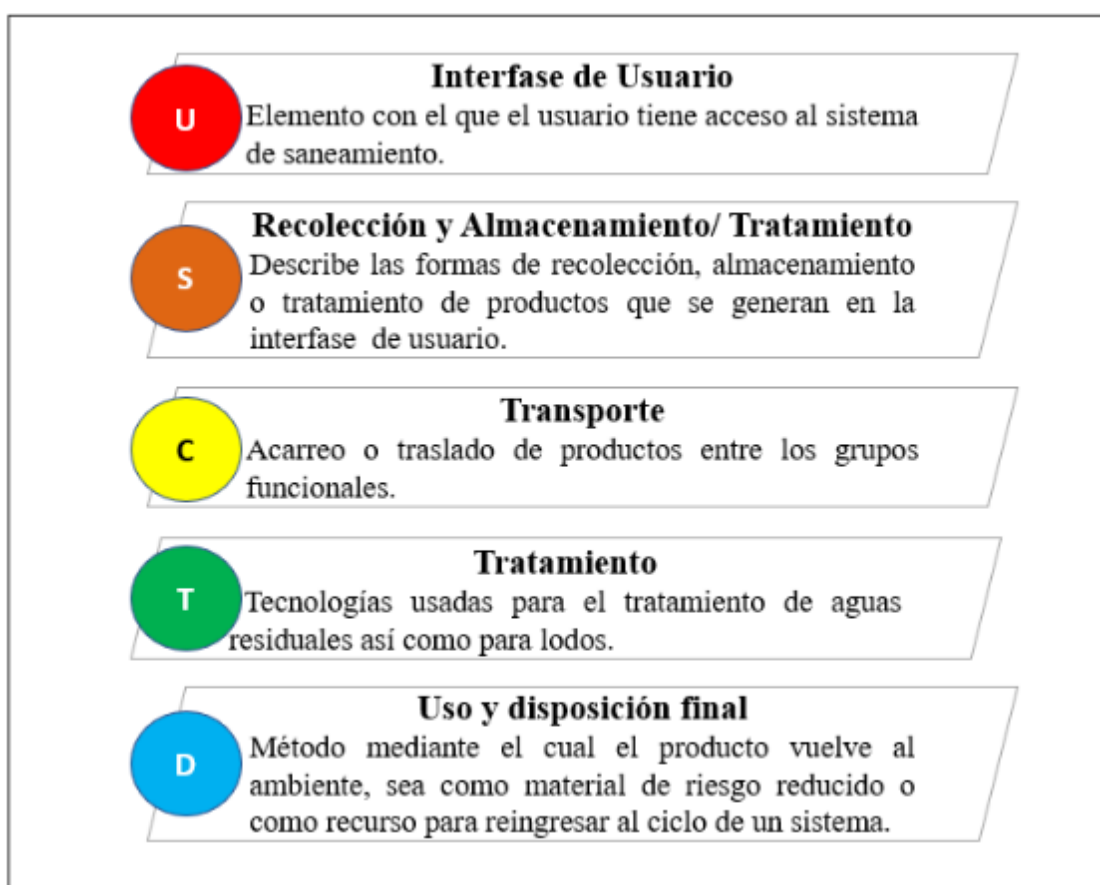 Interfase de Usuario
U
Elemento con el que el usuario tiene acceso al sistema
de saneamiento.
Recolección y Almacenamiento/ Tratamiento
S
Describe las formas de recolección, almacenamiento
o tratamiento de productos que se generan en la
interfase de usuario.
Transporte
C
Acarreo o traslado de productos entre los grupos
funcionales.
Tratamiento
T
Tecnologías usadas para el tratamiento de aguas
residuales así como para lodos.
Uso y disposición final
D
Método mediante el cual el producto vuelve al
ambiente, sea como material de riesgo reducido o
como recurso para reingresar al ciclo de un sistema.